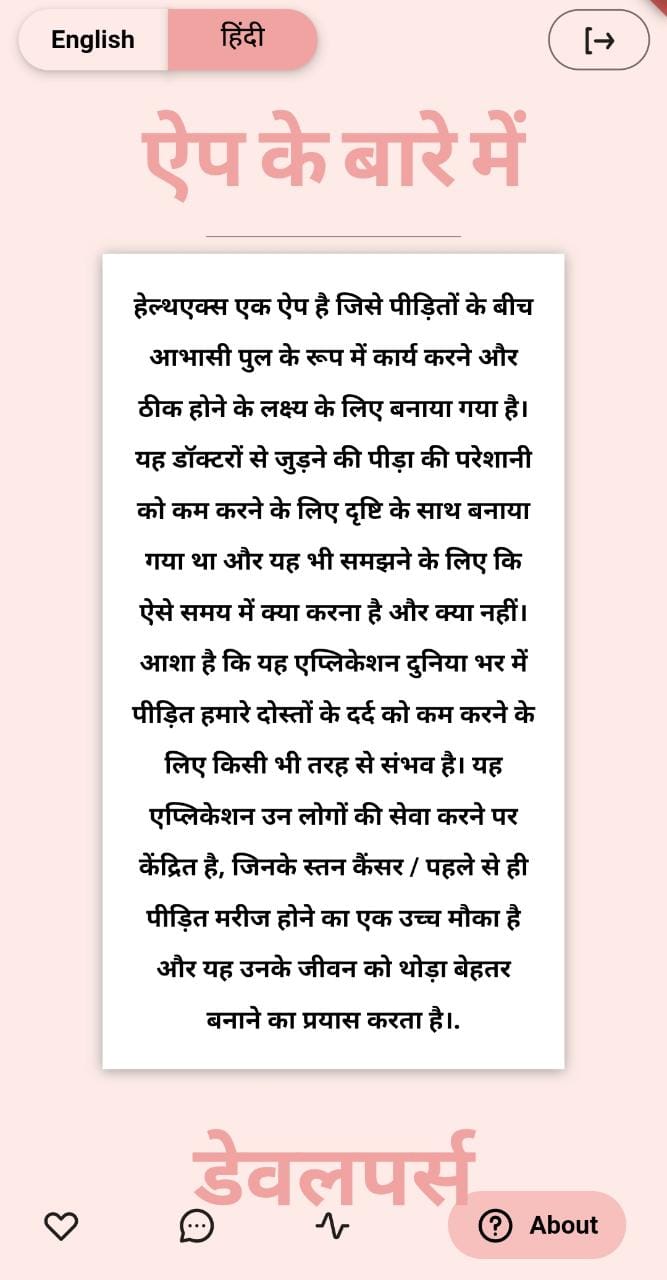 English
हिंदी
ऐप के बारे में
हेल्थएक्स एक ऐप है जिसे पीड़ितों के बीच
आभासी पुल के रूप में कार्य करने और
ठीक होने के लक्ष्य के लिए बनाया गया है।
यह डॉक्टरों से जुड़ने की पीड़ा की परेशानी
को कम करने के लिए दृष्टि के साथ बनाया
गया था और यह भी समझने के लिए कि
ऐसे समय में क्या करना है और क्या नहीं।
आशा है कि यह एप्लिकेशन दुनिया भर में
पीड़ित हमारे दोस्तों के दर्द को कम करने के
लिए किसी भी तरह से संभव है। यह
एप्लिकेशन उन लोगों की सेवा करने पर
केंद्रित है, जिनके स्तन कैंसर / पहले से ही
पीड़ित मरीज होने का एक उच्च मौका है
और यह उनके जीवन को थोड़ा बेहतर
बनाने का प्रयास करता है।.
डेवलपर्स
About